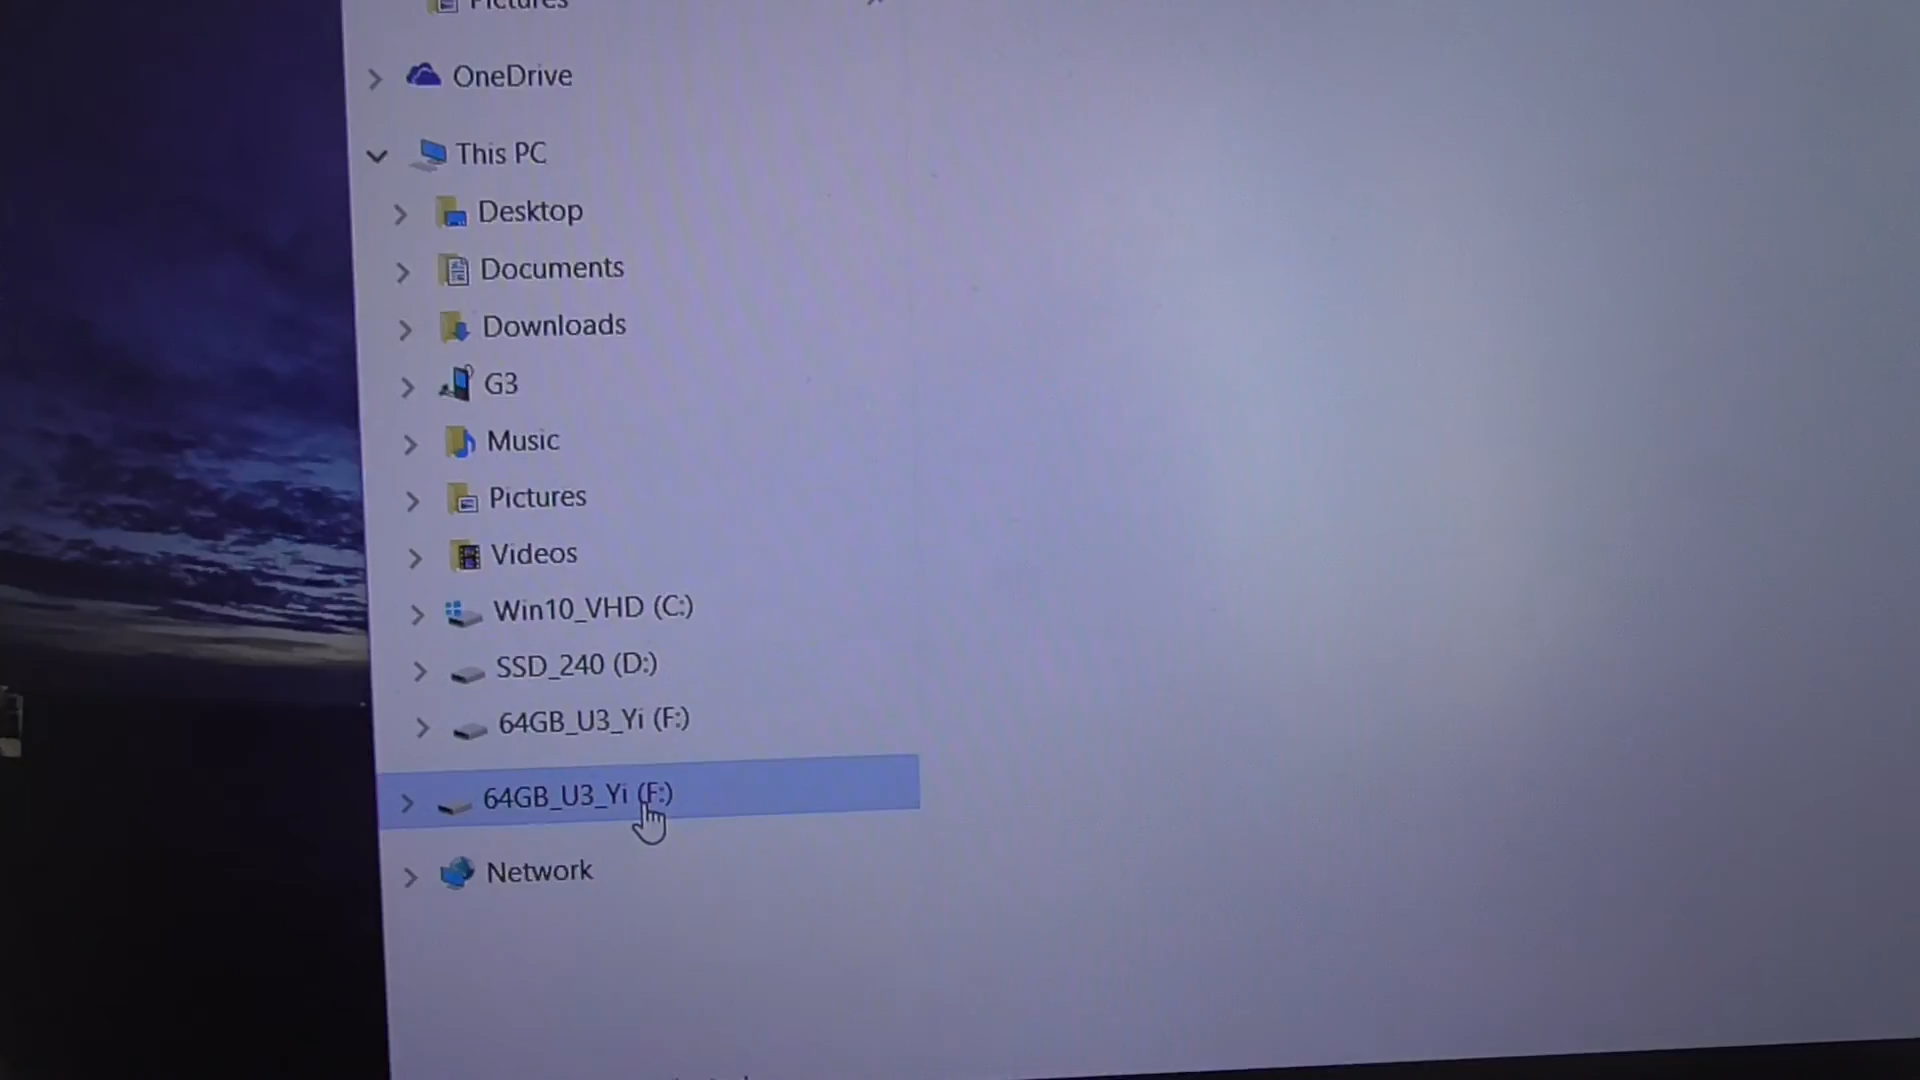 Pictures
OneDrive
This PC
Desktop
Documents
Downloads
G3
Music
Pictures
Videos
Win10_VHD (C:)
SSD_240 (D:)
64GB_U3_Yi (F:)
64GB_U3_Yi (F:)
Network